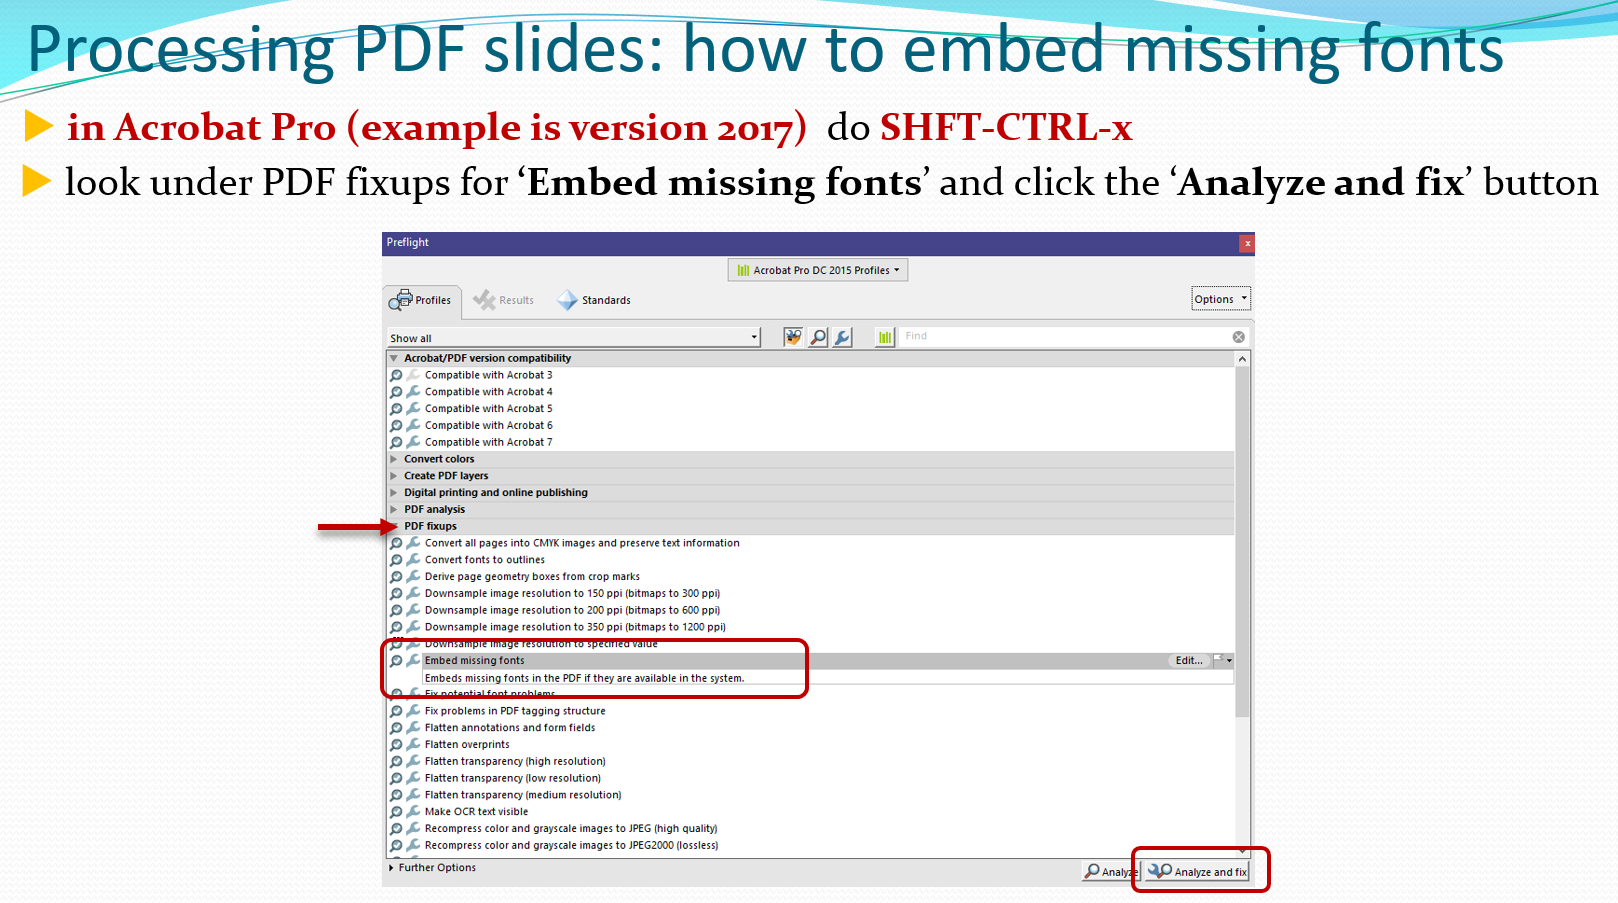 Processing PDF slides: how to embed missing fonts
in Acrobat Pro (example is version 2017) do SHFT-CTRL-x
look under PDF fixups for ‘Embed missing fonts’ and click the ‘Analyze and fix’ button
Preflight
x
Acrobat Pro DC 2015 Profiles
Profiles
Results
Standards
Options
Show all
Find
Acrobat/PDF version compatibility
Compatible with Acrobat 3
Compatible with Acrobat 4
Compatible with Acrobat 5
Compatible with Acrobat 6
Compatible with Acrobat 7
Convert colors
Create PDF layers
Digital printing and online publishing
PDF analysis
PDF fixups
Convert all pages into CMYK images and preserve text information
Convert fonts to outlines
Derive page geometry boxes from crop marks
Downsample image resolution to 150 ppi (bitmaps to 300 ppi)
Downsample image resolution to 200 ppi (bitmaps to 600 ppi)
Downsample image resolution to 350 ppi (bitmaps to 1200 ppi)
Downsample image resolution to specified value
Embed missing fonts
Edit...
Embeds missing fonts in the PDF if they are available in the system.
Fix potential font problems
Fix problems in PDF tagging structure
Flatten annotations and form fields
Flatten overprints
Flatten transparency (high resolution)
Flatten transparency (low resolution)
Flatten transparency (medium resolution)
Make OCR text visible
Recompress color and grayscale images to JPEG (high quality)
Recompress color and grayscale images to JPEG2000 (lossless)
Further Options
Analyze
Analyze and fix